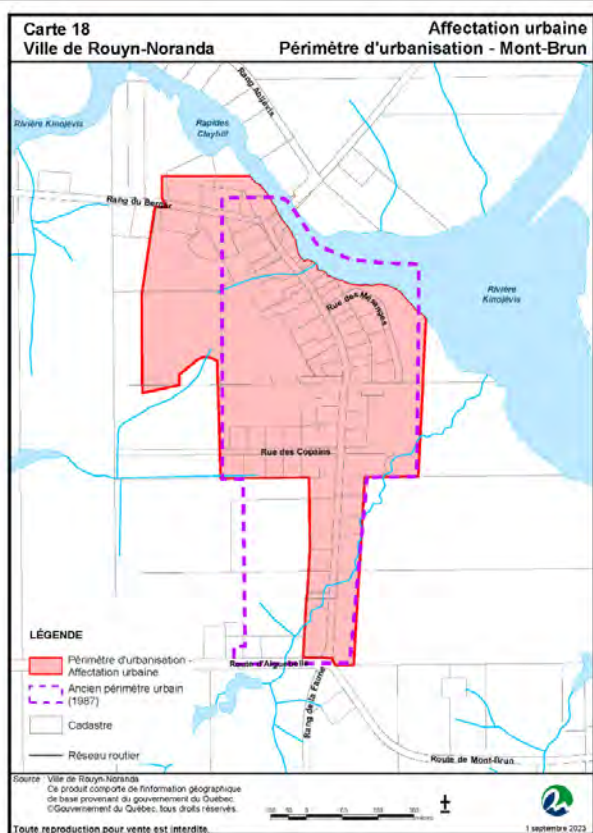 Carte 18
Ville de Rouyn-Noranda
Affectation urbaine
Périmètre d'urbanisation - Mont-Brun
Rivière Kinojévis
Rapides
Clayhill
Rang du Berger
Rivière
Kinojévis
Rue des Mésanges
Rue des Copains
LÉGENDE
Périmètre d'urbanisation -
Affectation urbaine
Ancien périmètre urbain
(1987)
Cadastre
Réseau routier
Route d'Aiguebelle
Rang de la Faune
Route de Mont-Brun
Source : Ville de Rouyn-Noranda
Ce produit comporte de l'information géographique
de base provenant du gouvernement du Québec.
©Gouvernement du Québec, tous droits réservés.
Toute reproduction pour vente est interdite.
1 septembre 2023